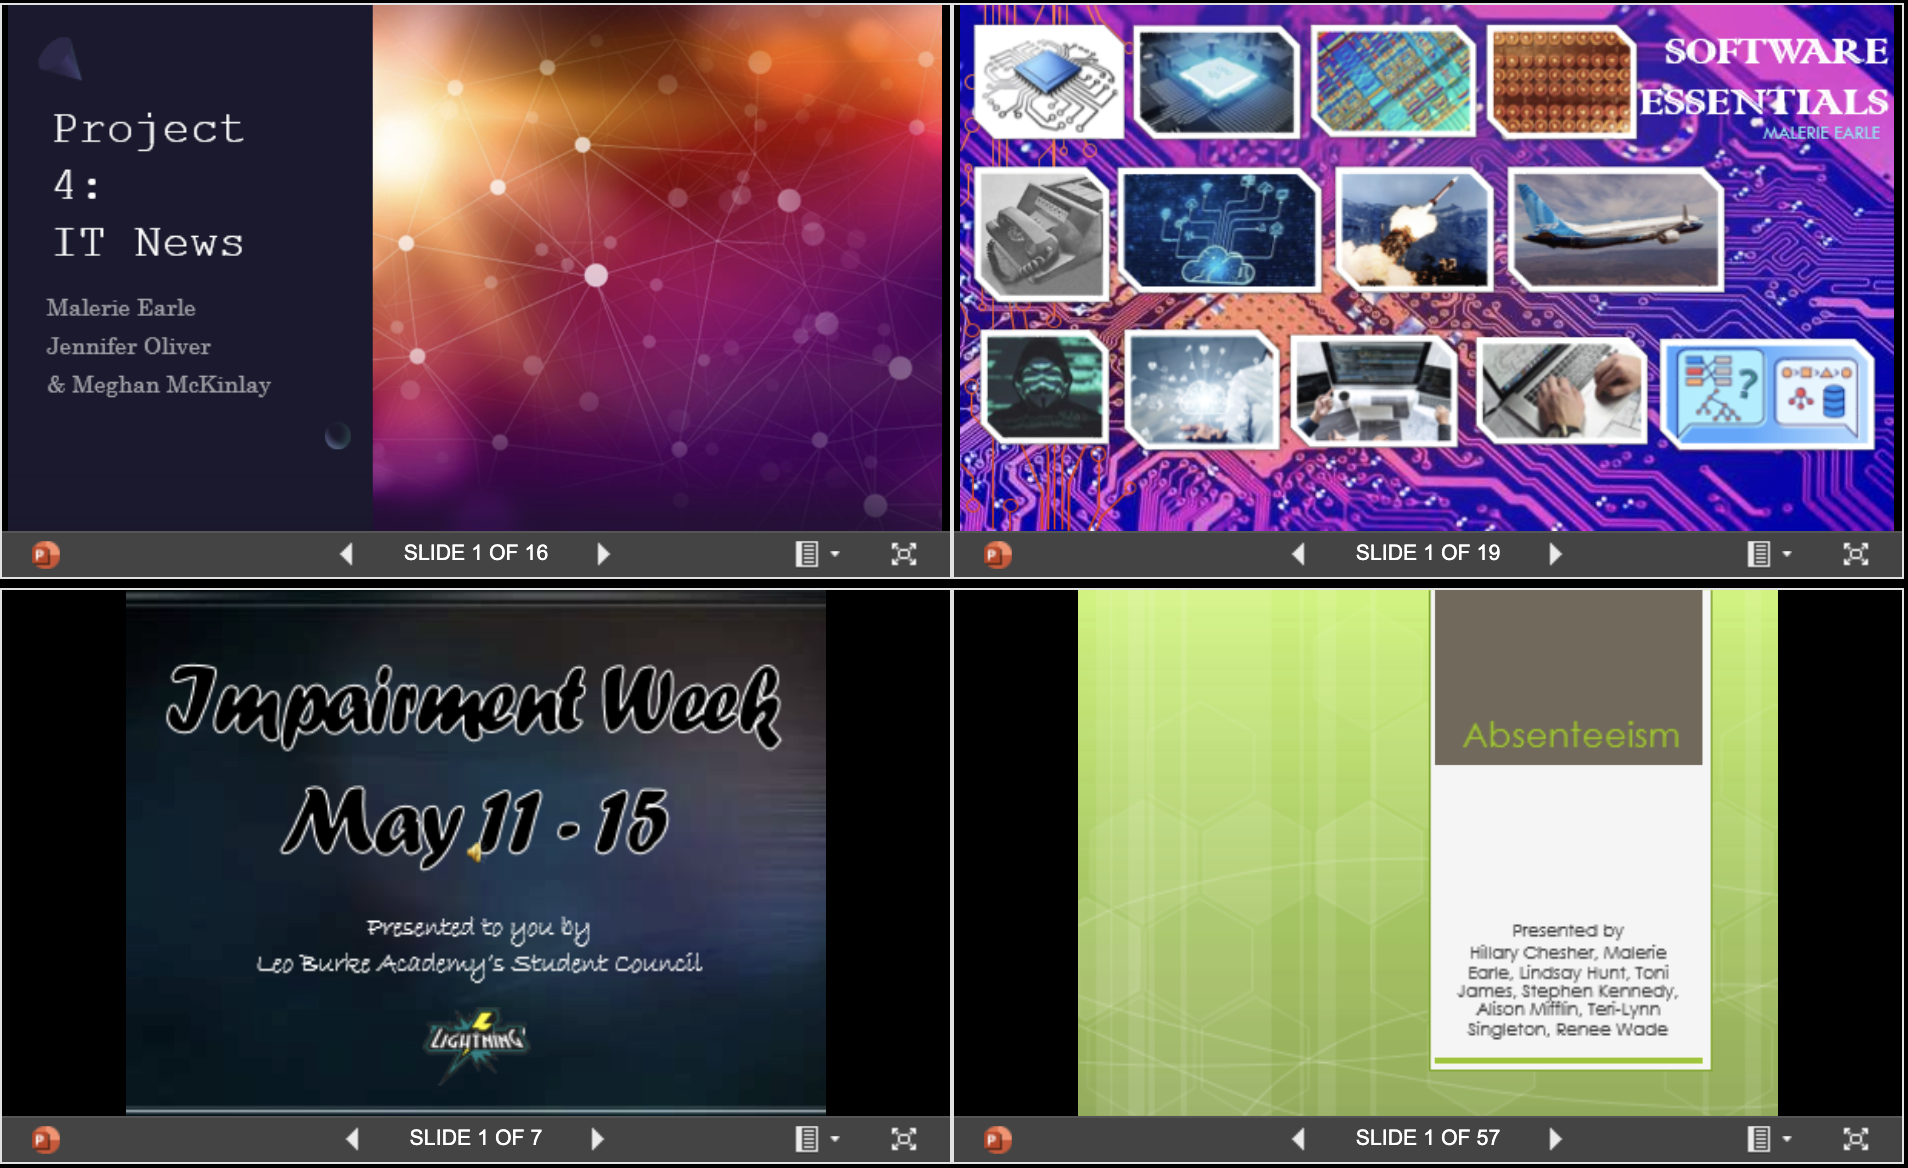 Project
4:
IT News
Malerie Earle
Jennifer Oliver
& Meghan McKinlay
SLIDE 1 OF 16
SOFTWARE
ESSENTIALS
MALERIE EARLE
SLIDE 1 OF 19
Impairment Week
May 11 - 15
Presented to you by
Leo Burke Academy's Student Council
LIGHTNING
SLIDE 1 OF 7
Absenteeism
Presented by
Hillary Chesher, Malerie
Earle, Lindsay Hunt, Toni
James, Stephen Kennedy,
Alison Mifflin, Teri-Lynn
Singleton, Renee Wade
SLIDE 1 OF 57